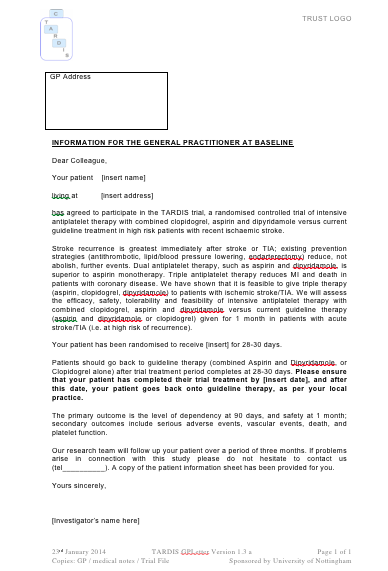 TRUST LOGO
C
T
A
R
D
I
S
GP Address
INFORMATION FOR THE GENERAL PRACTITIONER AT BASELINE
Dear Colleague,
Your patient [insert name]
living at [insert address]
has agreed to participate in the TARDIS trial, a randomised controlled trial of intensive
antiplatelet therapy with combined clopidogrel, aspirin and dipyridamole versus current
guideline treatment in high risk patients with recent ischaemic stroke.
Stroke recurrence is greatest immediately after stroke or TIA; existing prevention
strategies (antithrombotic, lipid/blood pressure lowering, endarterectomy) reduce, not
abolish, further events. Dual antiplatelet therapy, such as aspirin and dipyridamole, is
superior to aspirin monotherapy. Triple antiplatelet therapy reduces MI and death in
patients with coronary disease. We have shown that it is feasible to give triple therapy
(aspirin, clopidogrel, dipyridamole) to patients with ischemic stroke/TIA. We will assess
the efficacy, safety, tolerability and feasibility of intensive antiplatelet therapy with
combined clopidogrel, aspirin and dipyridamole versus current guideline therapy
(aspirin and dipyridamole or clopidogrel) given for 1 month in patients with acute
stroke/TIA (i.e. at high risk of recurrence).
Your patient has been randomised to receive [insert] for 28-30 days.
Patients should go back to guideline therapy (combined Aspirin and Dipyridamole, or
Clopidogrel alone) after trial treatment period completes at 28-30 days. Please ensure
that your patient has completed their trial treatment by [insert date], and after
this date, your patient goes back onto guideline therapy, as per your local
practice.
The primary outcome is the level of dependency at 90 days, and safety at 1 month;
secondary outcomes include serious adverse events, vascular events, death, and
platelet function.
Our research team will follow up your patient over a period of three months. If problems
arise in connection with this study please do not hesitate to contact us
(tel__________). A copy of the patient information sheet has been provided for you.
Yours sincerely,
[Investigator's name here]
23rd January 2014 TARDIS GPLetter Version 1.3 a Page 1 of 1
Copies: GP / medical notes / Trial File Sponsored by University of Nottingham